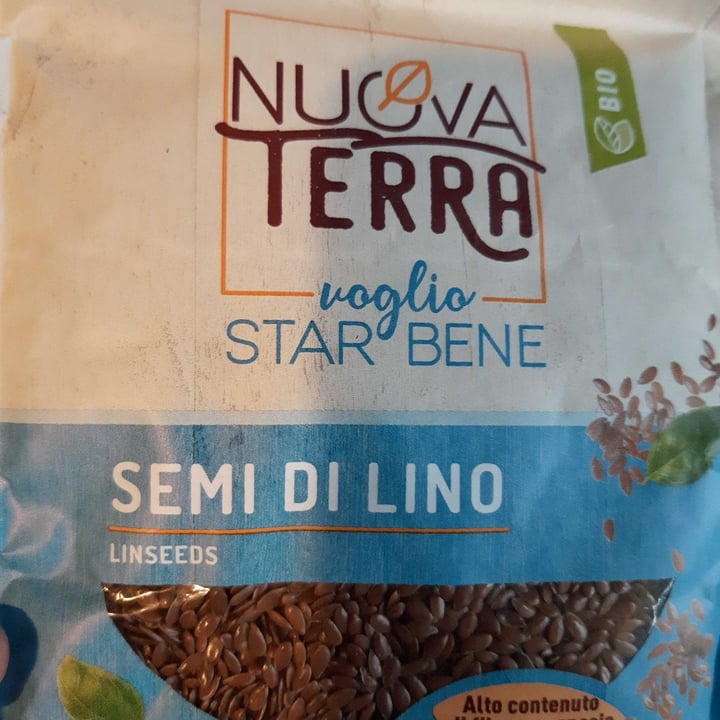 NUOVA
TERRA
BIO
voglio
STAR BENE
SEMI DI LINO
LINSEEDS
Alto contenuto